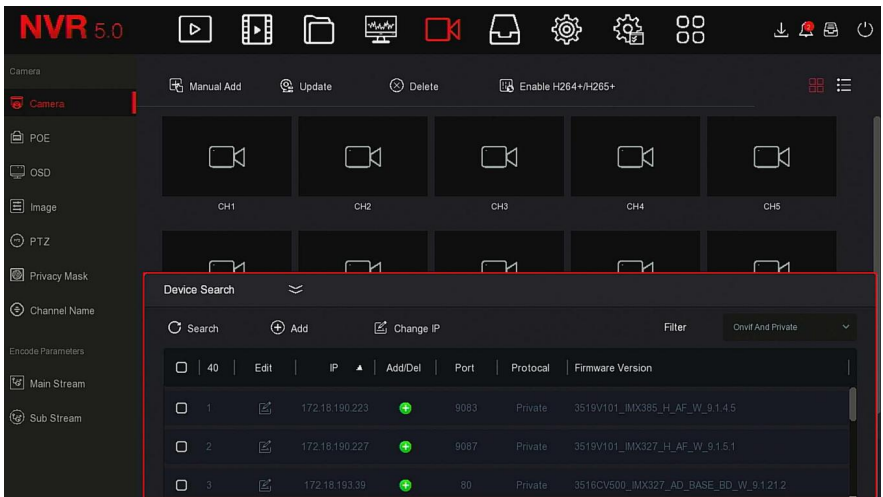 NVR 5.0
Camera
Manual Add Update Delete Enable H264+/H265+
Camera
POE
OSD
Image
PTZ
Privacy Mask
Channel Name
Encode Parameters
Main Stream
Sub Stream
CH1 CH2 CH3 CH4 CH5
Device Search
Search Add Change IP Filter Onvif And Private
40 Edit IP Add/Del Port Protocal Firmware Version
1 172.18.190.223 9083 Private 3519V101_IMX385_H_AF_W_9.1.4.5
2 172.18.190.227 9087 Private 3519V101_IMX327_H_AF_W_9.1.5.1
3 172.18.193.39 80 Private 3516CV500_IMX327_AD_BASE_BD_W_9.1.21.2